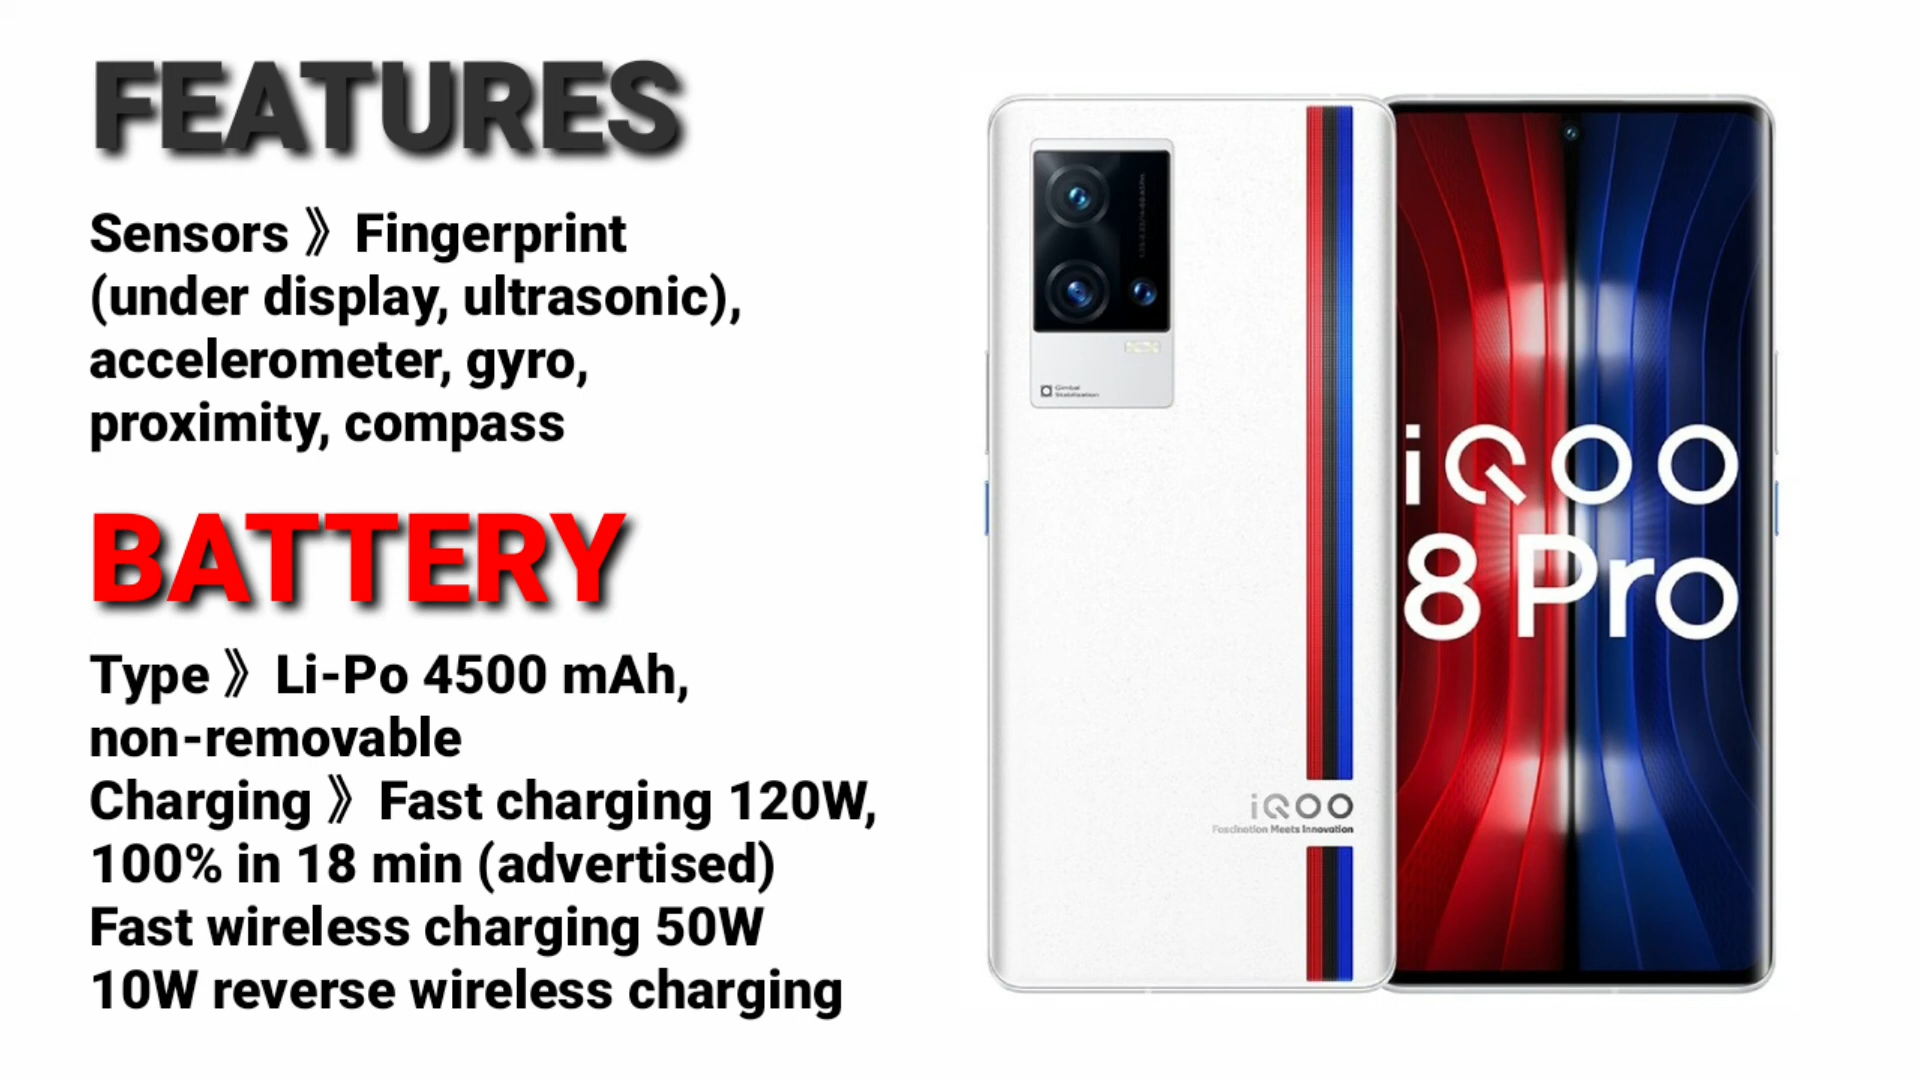 FEATURES
Sensors 》 Fingerprint
(under display, ultrasonic),
accelerometer, gyro,
proximity, compass
BATTERY
Type 》 Li-Po 4500 mAh,
non-removable
Charging 》 Fast charging 120W,
100% in 18 min (advertised)
Fast wireless charging 50W
10W reverse wireless charging
Gimbal
Stabilization
iQOO
Fascination Meets Innovation
iQOO
8 Pro